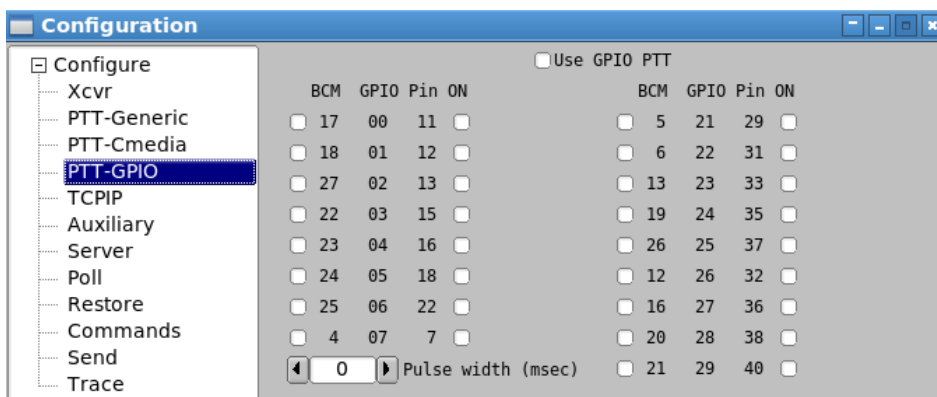 Configuration
Configure
Xcvr
PTT-Generic
PTT-Cmedia
PTT-GPIO
TCPIP
Auxiliary
Server
Poll
Restore
Commands
Send
Trace
Use GPIO PTT
BCM GPIO Pin ON
17 00 11
18 01 12
27 02 13
22 03 15
23 04 16
24 05 18
25 06 22
4 07 7
0 Pulse width (msec)
BCM GPIO Pin ON
5 21 29
6 22 31
13 23 33
19 24 35
26 25 37
12 26 32
16 27 36
20 28 38
21 29 40